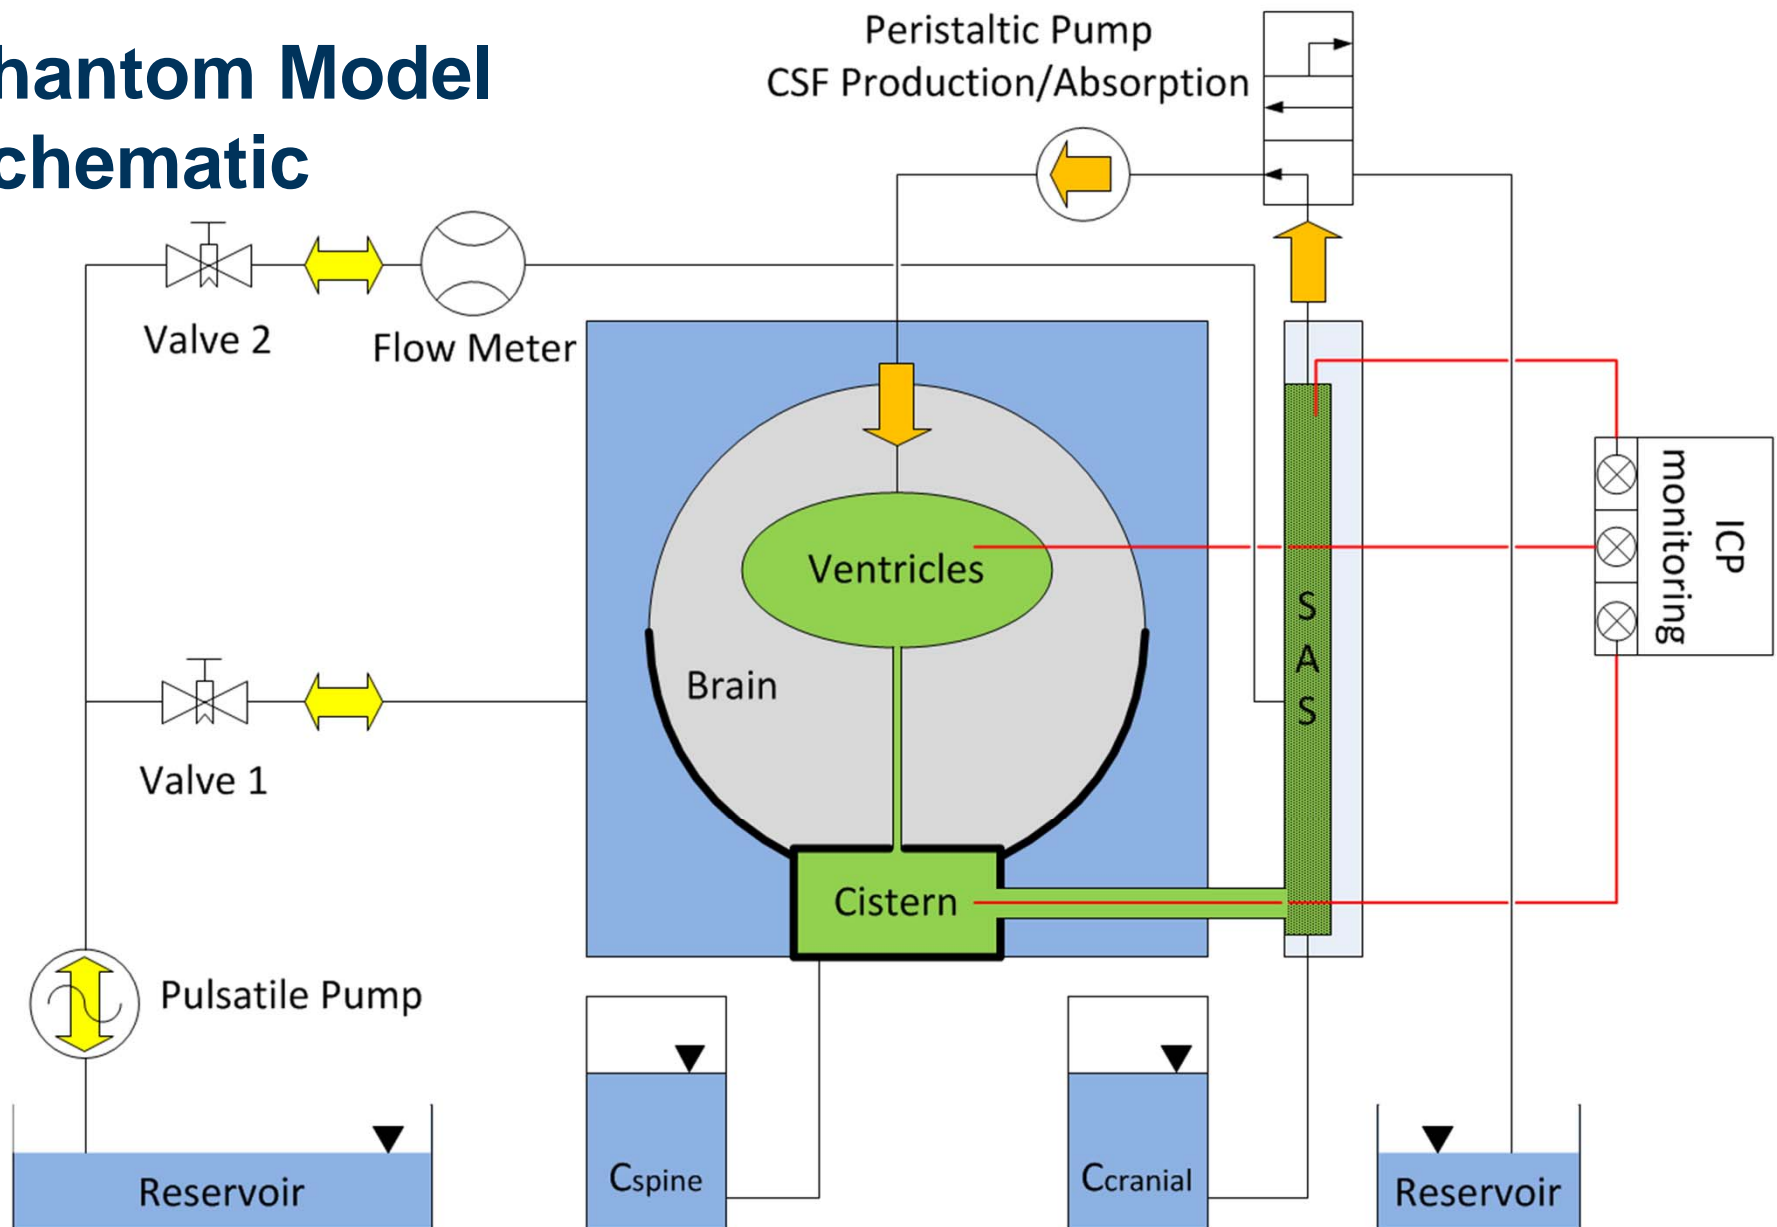 hantom Model
chematic
Peristaltic Pump
CSF Production/Absorption
Valve 2
Flow Meter
Ventricles
Brain
S
A
S
ICP
monitoring
Valve 1
Cistern
Pulsatile Pump
Reservoir
Cspine
Ccranial
Reservoir